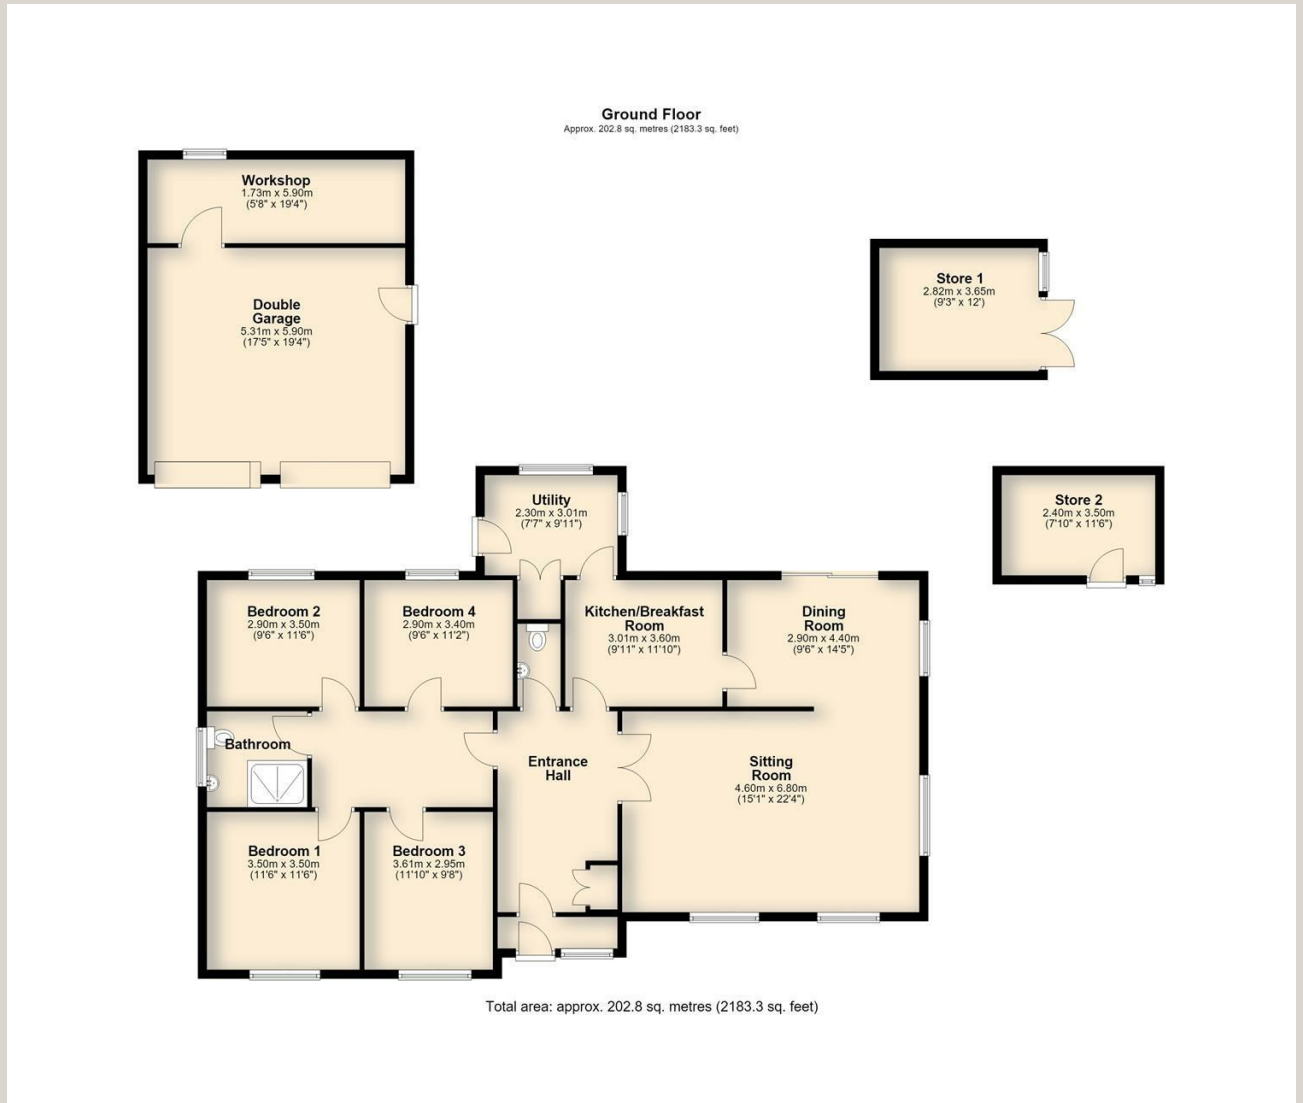 Ground Floor
Approx. 202.8 sq. metres (2183.3 sq. feet)
Workshop
1.73m x 5.90m
(5'8" x 19'4")
Double
Garage
5.31m x 5.90m
(17'5" x 19'4")
Store 1
2.82m x 3.65m
(9'3" x 12')
Utility
2.30m x 3.01m
(7'7" x 9'11")
Store 2
2.40m x 3.50m
(7'10" x 11'6")
Bedroom 2
2.90m x 3.50m
(9'6" x 11'6")
Bedroom 4
2.90m x 3.40m
(9'6" x 11'2")
Kitchen/Breakfast
Room
3.01m x 3.60m
(9'11" x 11'10")
Dining
Room
2.90m x 4.40m
(9'6" x 14'5")
Bathroom
Entrance
Hall
Sitting
Room
4.60m x 6.80m
(15'1" x 22'4")
Bedroom 1
3.50m x 3.50m
(11'6" x 11'6")
Bedroom 3
3.61m x 2.95m
(11'10" x 9'8")
Total area: approx. 202.8 sq. metres (2183.3 sq. feet)